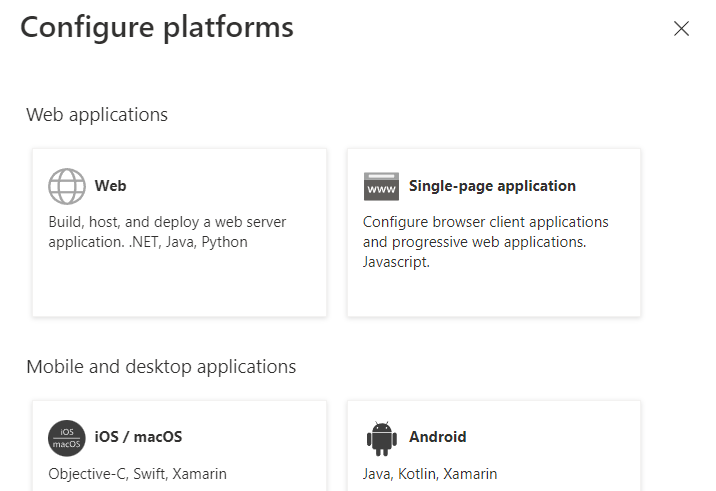 Configure platforms
Web applications
Web
Build, host, and deploy a web server
application. .NET, Java, Python
www
Single-page application
Configure browser client applications
and progressive web applications.
Javascript.
Mobile and desktop applications
iOS
macOS
iOS / macOS
Objective-C, Swift, Xamarin
Android
Java, Kotlin, Xamarin